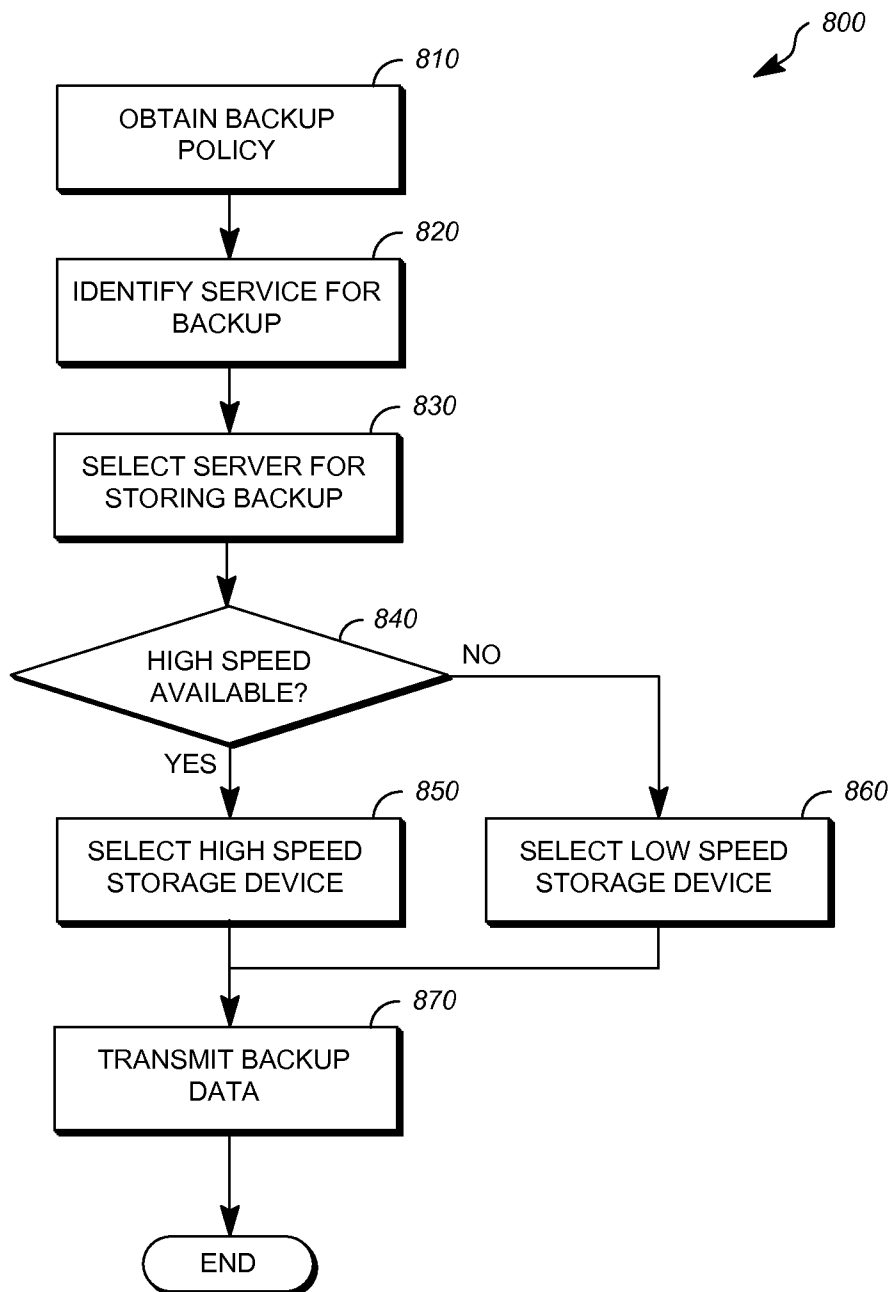 800
810
OBTAIN BACKUP
POLICY
820
IDENTIFY SERVICE FOR
BACKUP
830
SELECT SERVER FOR
STORING BACKUP
840
HIGH SPEED
AVAILABLE?
NO
YES
850
SELECT HIGH SPEED
STORAGE DEVICE
860
SELECT LOW SPEED
STORAGE DEVICE
870
TRANSMIT BACKUP
DATA
END